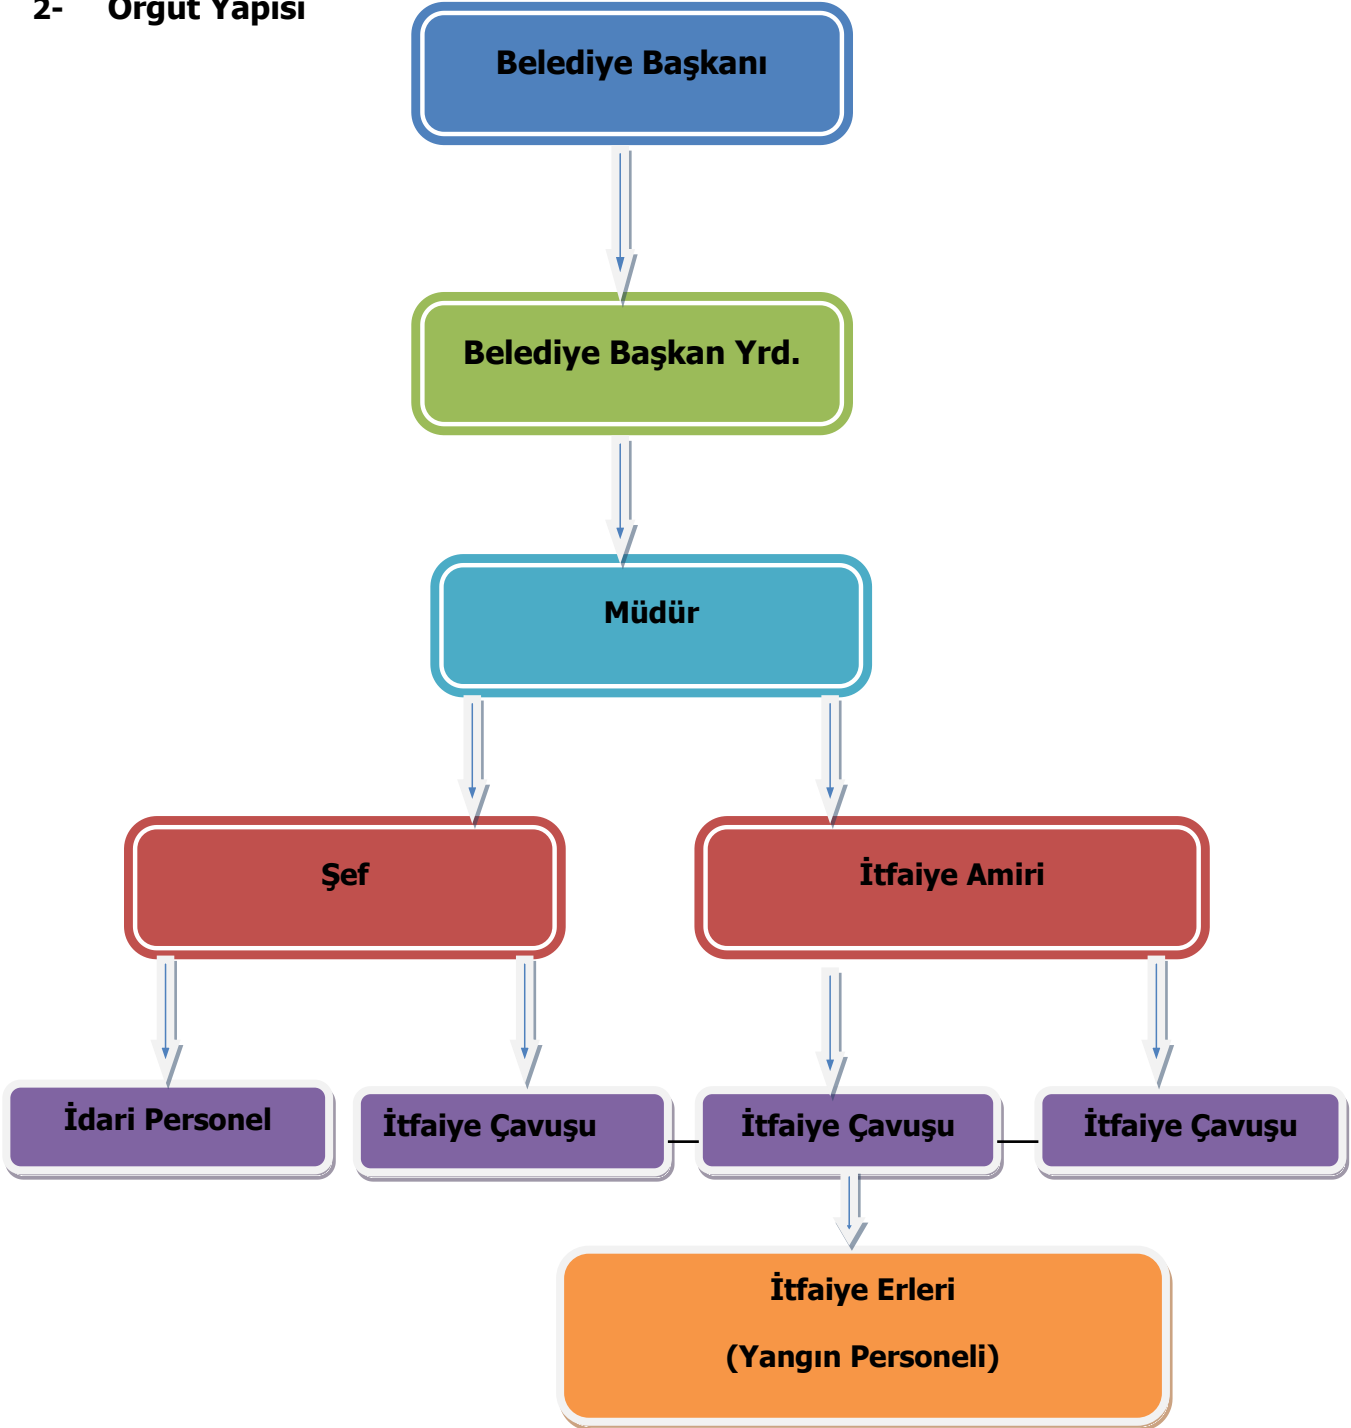 2- Örgüt Yapısı
Belediye Başkanı
Belediye Başkan Yrd.
Müdür
Şef
İtfaiye Amiri
İdari Personel
İtfaiye Çavuşu
İtfaiye Çavuşu
İtfaiye Çavuşu
İtfaiye Erleri
(Yangın Personeli)